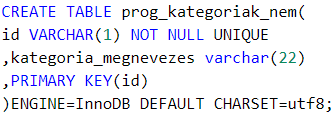 CREATE TABLE prog_kategoriak_nem(
id VARCHAR(1) NOT NULL UNIQUE
,kategoria_megnevezes varchar(22)
,PRIMARY KEY(id)
)ENGINE=InnoDB DEFAULT CHARSET=utf8;